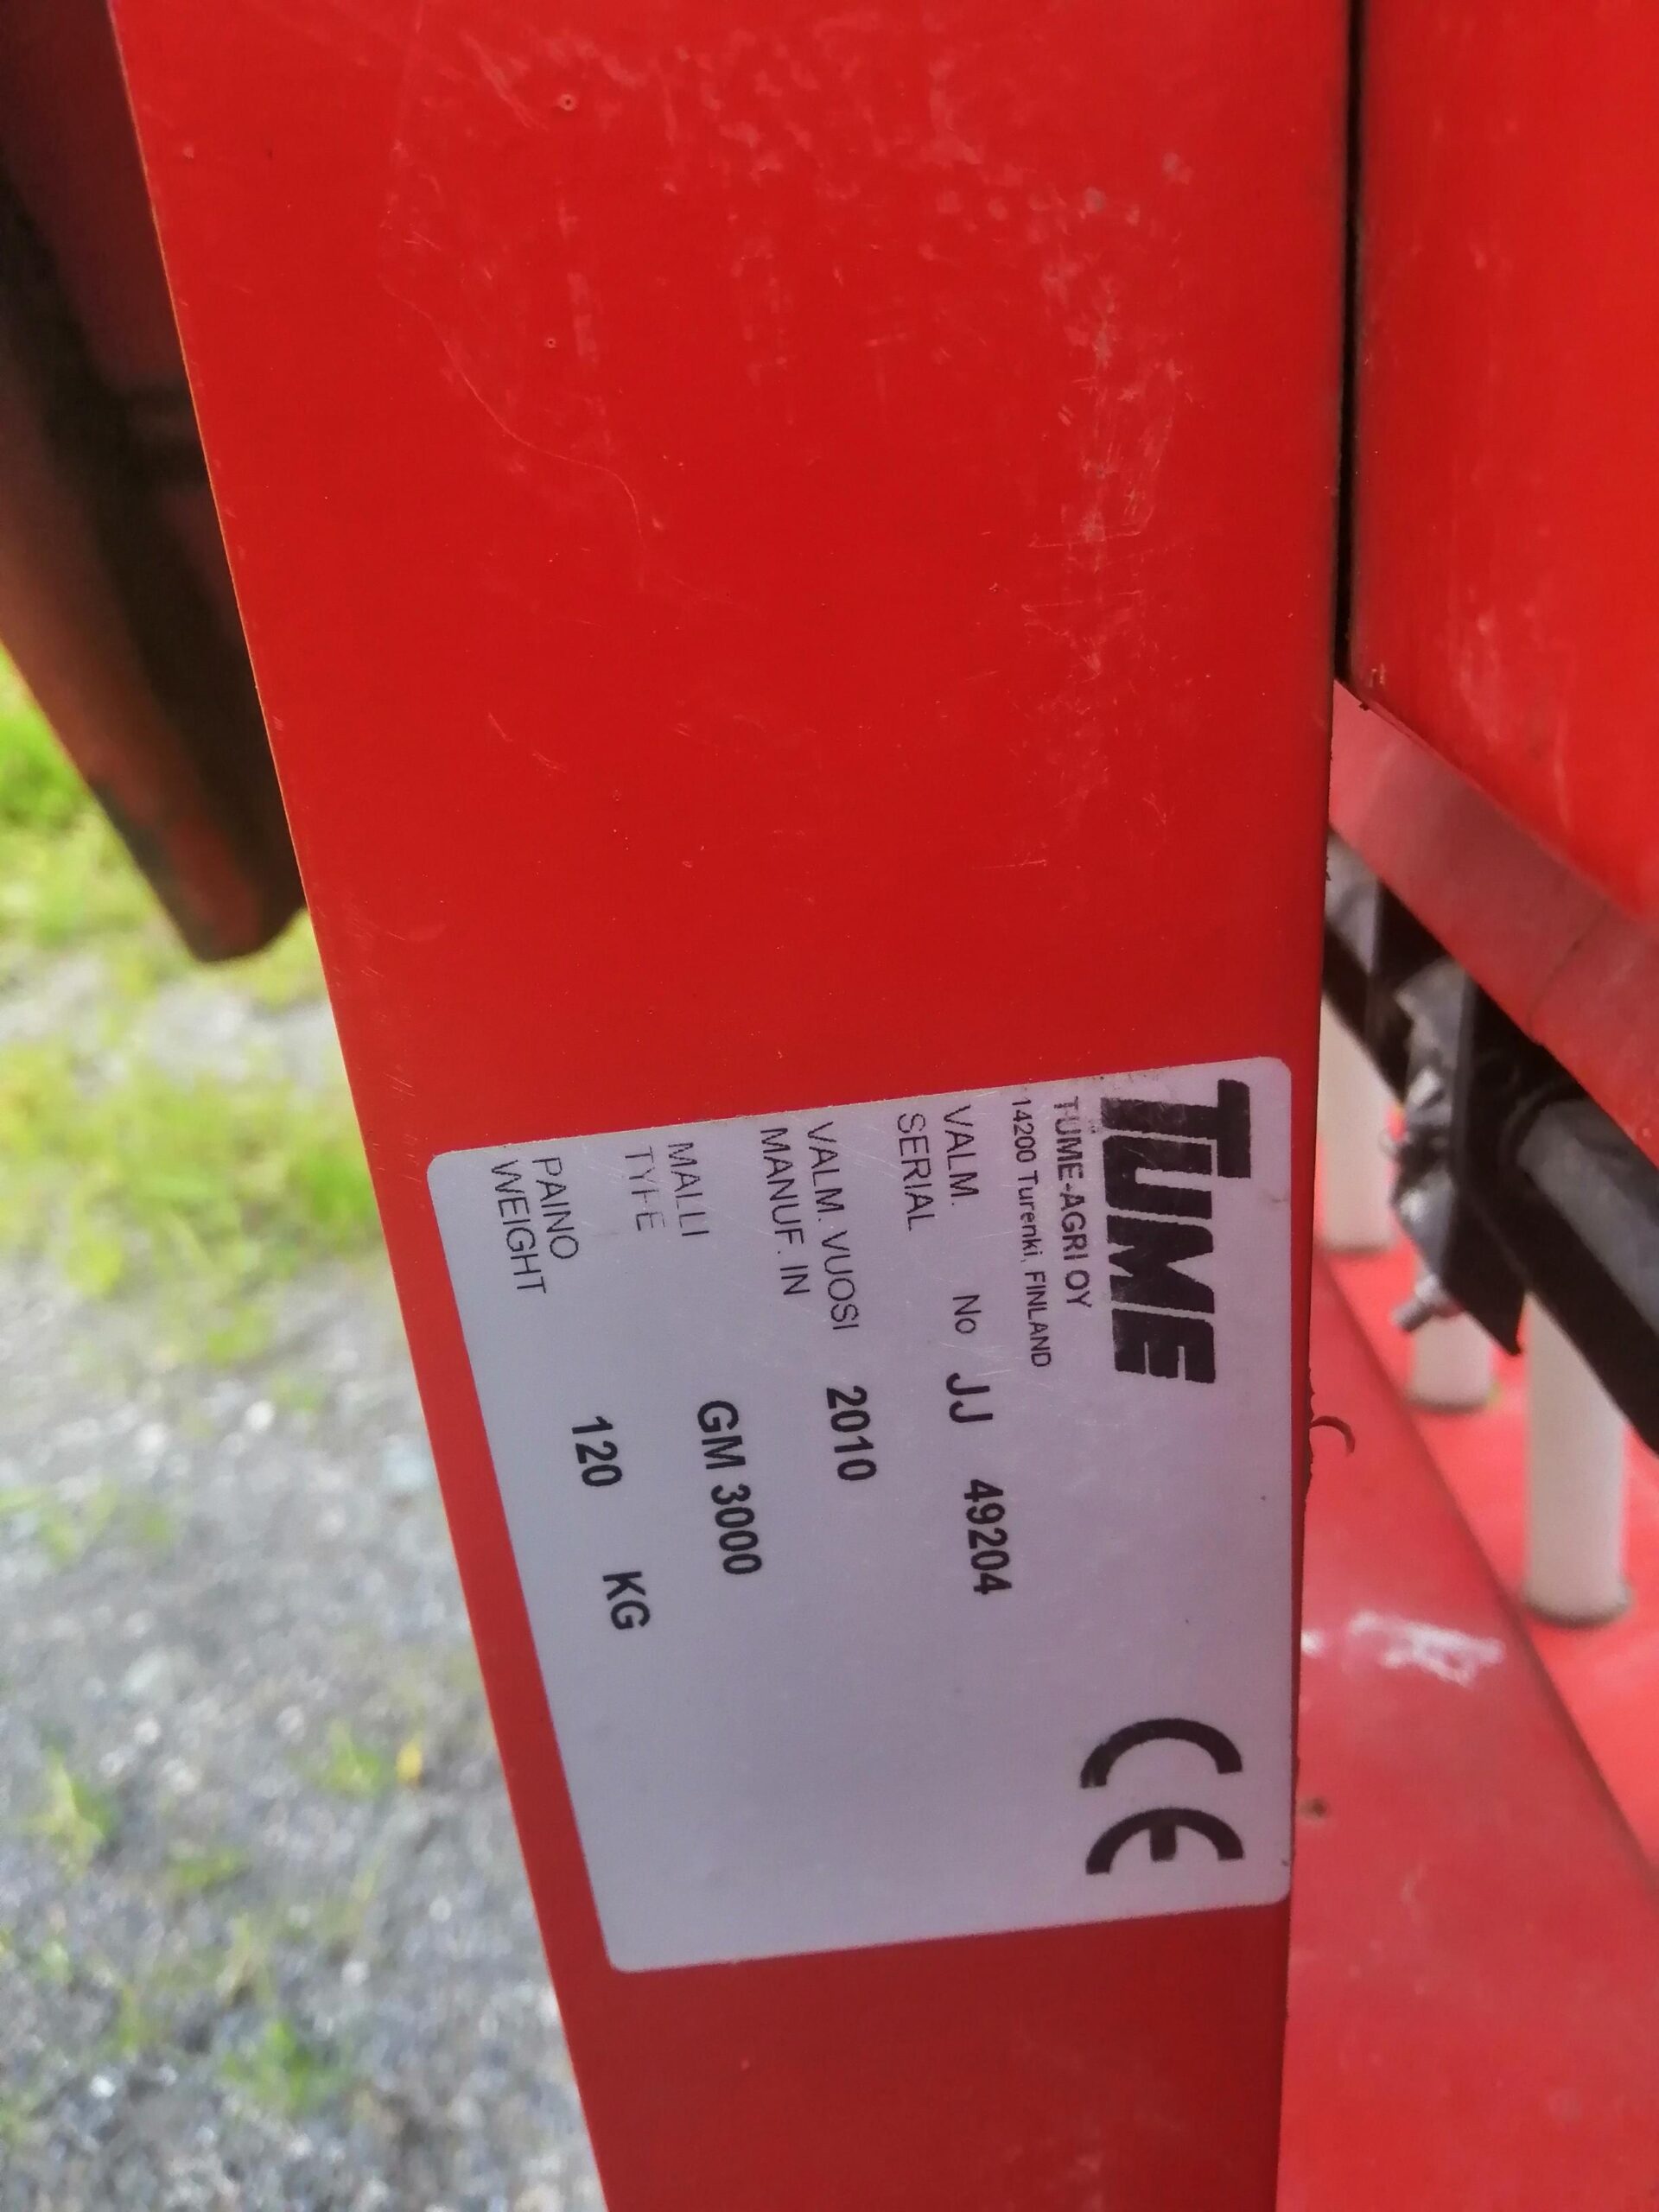 TUME
TUME-AGRI OY
14200 Turenki, FINLAND
VALM. No JJ 49204
SERIAL
VALM. VUOSI 2010
MANUF. IN
MALLI GM 3000
TYPE
PAINO 120 KG
WEIGHT
CE